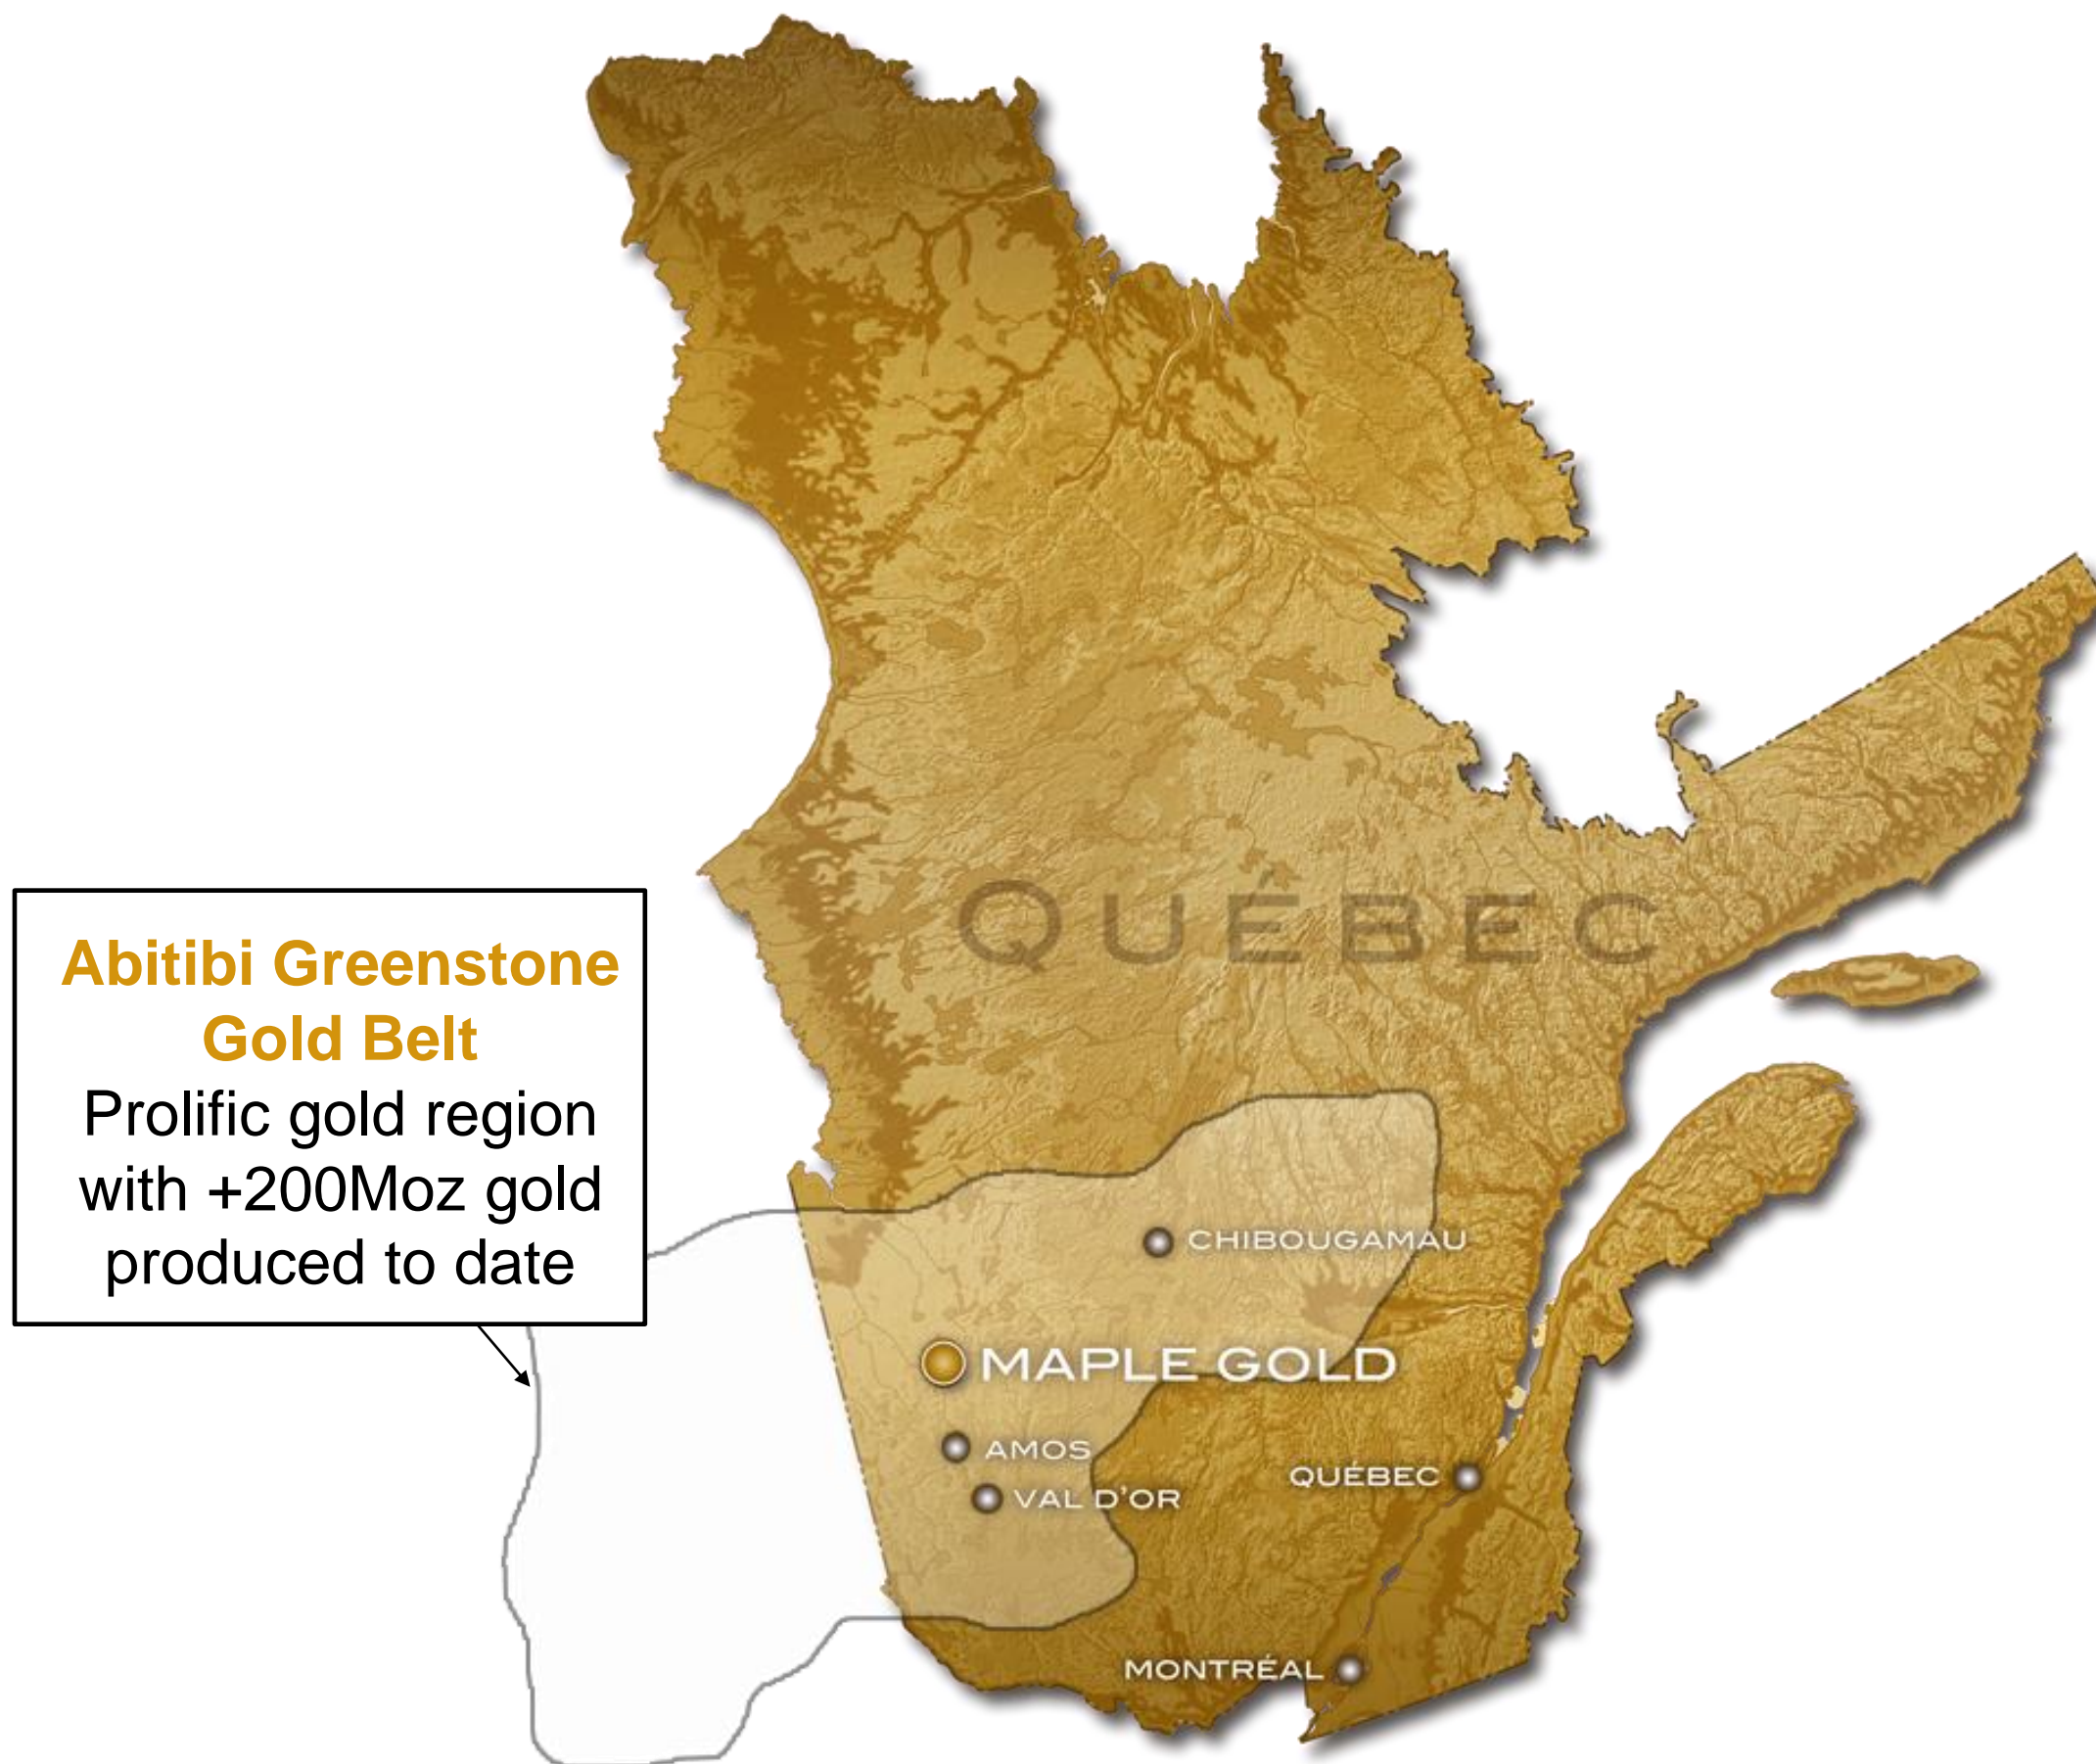 QUÉBEC
Abitibi Greenstone
Gold Belt
Prolific gold region
with +200Moz gold
produced to date
CHIBOUGAMAU
MAPLE GOLD
AMOS
VAL D'OR
QUÉBEC
MONTRÉAL